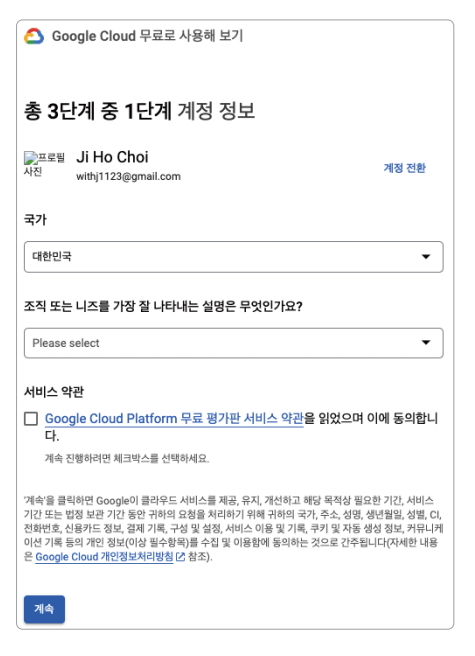 Google Cloud 무료로 사용해 보기
총 3단계 중 1단계 계정 정보
프로필
사진
Ji Ho Choi
withj1123@gmail.com
계정 전환
국가
대한민국
조직 또는 니즈를 가장 잘 나타내는 설명은 무엇인가요?
Please select
서비스 약관
Google Cloud Platform 무료 평가판 서비스 약관을 읽었으며 이에 동의합니
다.
계속 진행하려면 체크박스를 선택하세요.
'계속'을 클릭하면 Google이 클라우드 서비스를 제공, 유지, 개선하고 해당 목적상 필요한 기간, 서비스
기간 또는 법정 보관 기간 동안 귀하의 요청을 처리하기 위해 귀하의 국가, 주소, 성명, 생년월일, 성별, CI,
전화번호, 신용카드 정보, 결제 기록, 구성 및 설정, 서비스 이용 및 기록, 쿠키 및 자동 생성 정보, 커뮤니케
이션 기록 등의 개인 정보(이상 필수항목)를 수집 및 이용함에 동의하는 것으로 간주됩니다(자세한 내용
은 Google Cloud 개인정보처리방침 참조).
계속